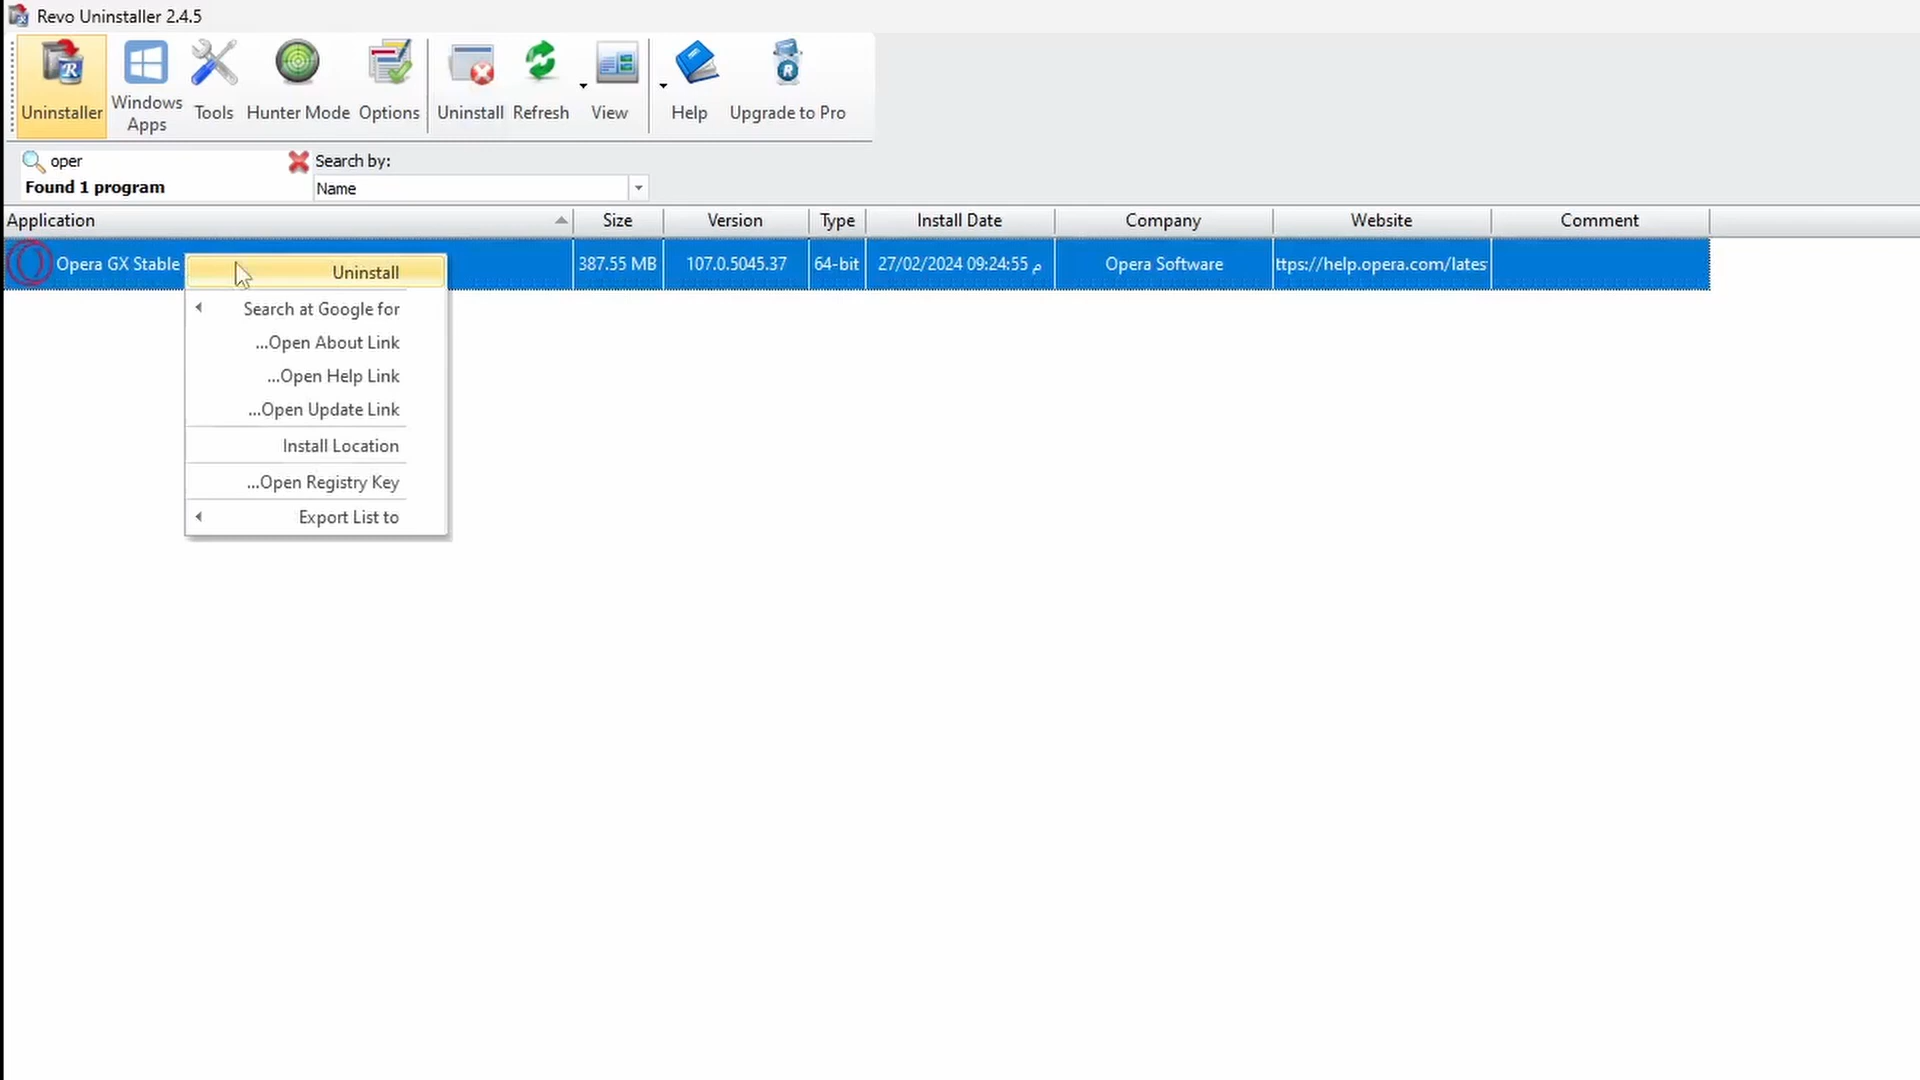 Revo Uninstaller 2.4.5
Uninstaller
Windows Apps
Tools
Hunter Mode
Options
Uninstall
Refresh
View
Help
Upgrade to Pro
oper
Search by:
Found 1 program
Name
Application Size Version Type Install Date Company Website Comment
Opera GX Stable 387.55 MB 107.0.5045.37 64-bit 27/02/2024 09:24:55 م Opera Software ttps://help.opera.com/lates
Uninstall
Search at Google for
...Open About Link
...Open Help Link
...Open Update Link
Install Location
...Open Registry Key
Export List to